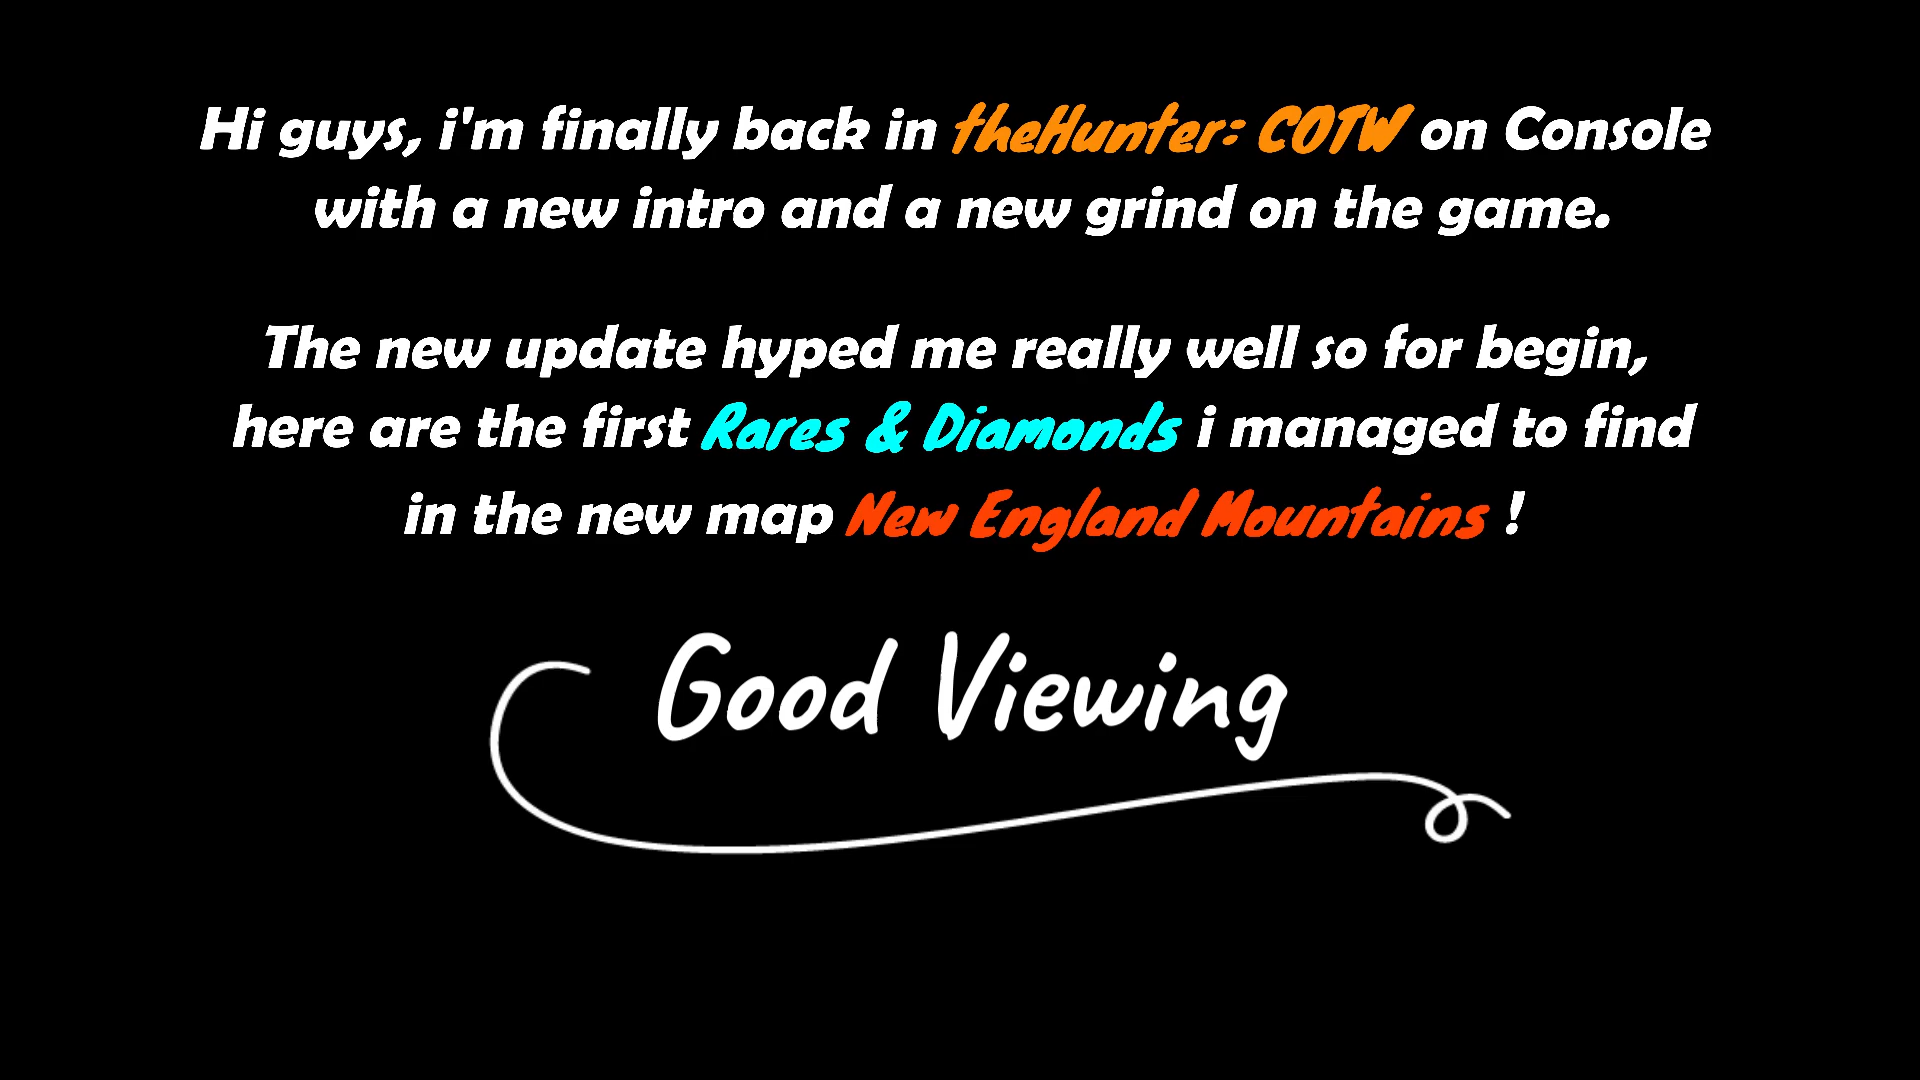 Hi guys, i'm finally back in theHunter: COTW on Console
with a new intro and a new grind on the game.
The new update hyped me really well so for begin,
here are the first Rares & Diamonds i managed to find
in the new map New England Mountains !
Good Viewing